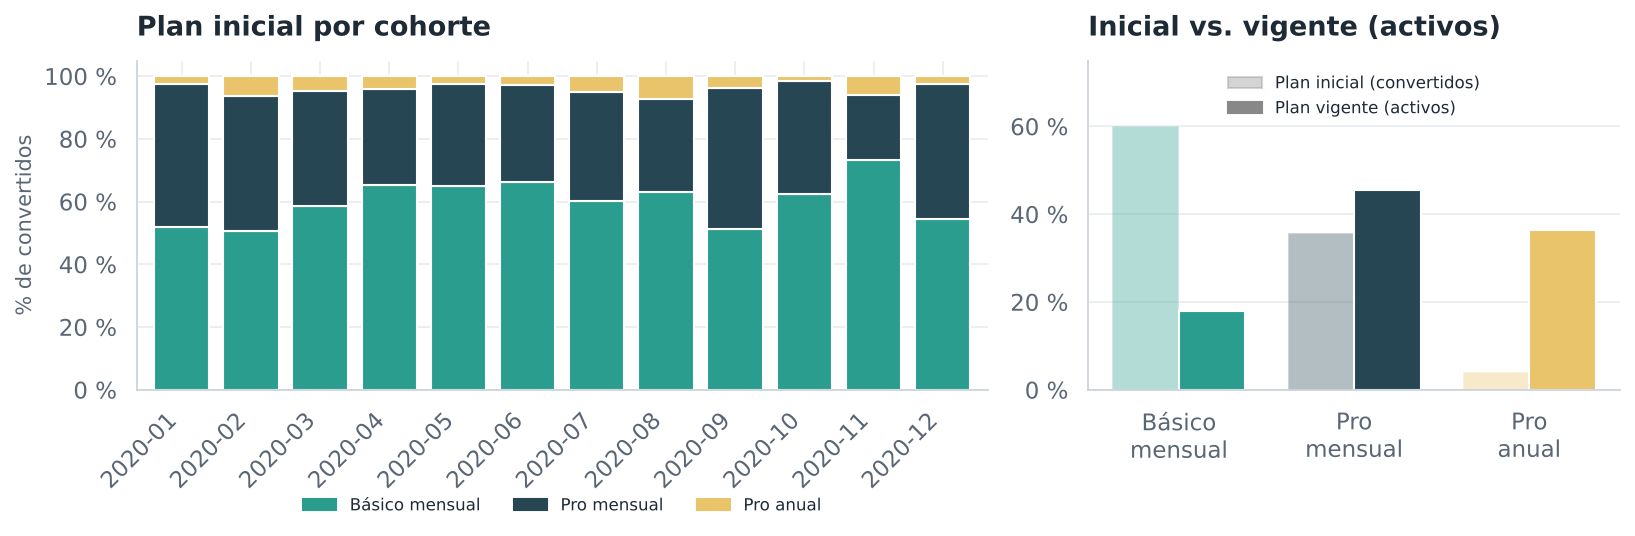 Plan inicial por cohorte
% de convertidos
100 %
80 %
60 %
40 %
20 %
0 %
2020-01
2020-02
2020-03
2020-04
2020-05
2020-06
2020-07
2020-08
2020-09
2020-10
2020-11
2020-12
Básico mensual
Pro mensual
Pro anual
Inicial vs. vigente (activos)
Plan inicial (convertidos)
Plan vigente (activos)
60 %
40 %
20 %
0 %
Básico
mensual
Pro
mensual
Pro
anual